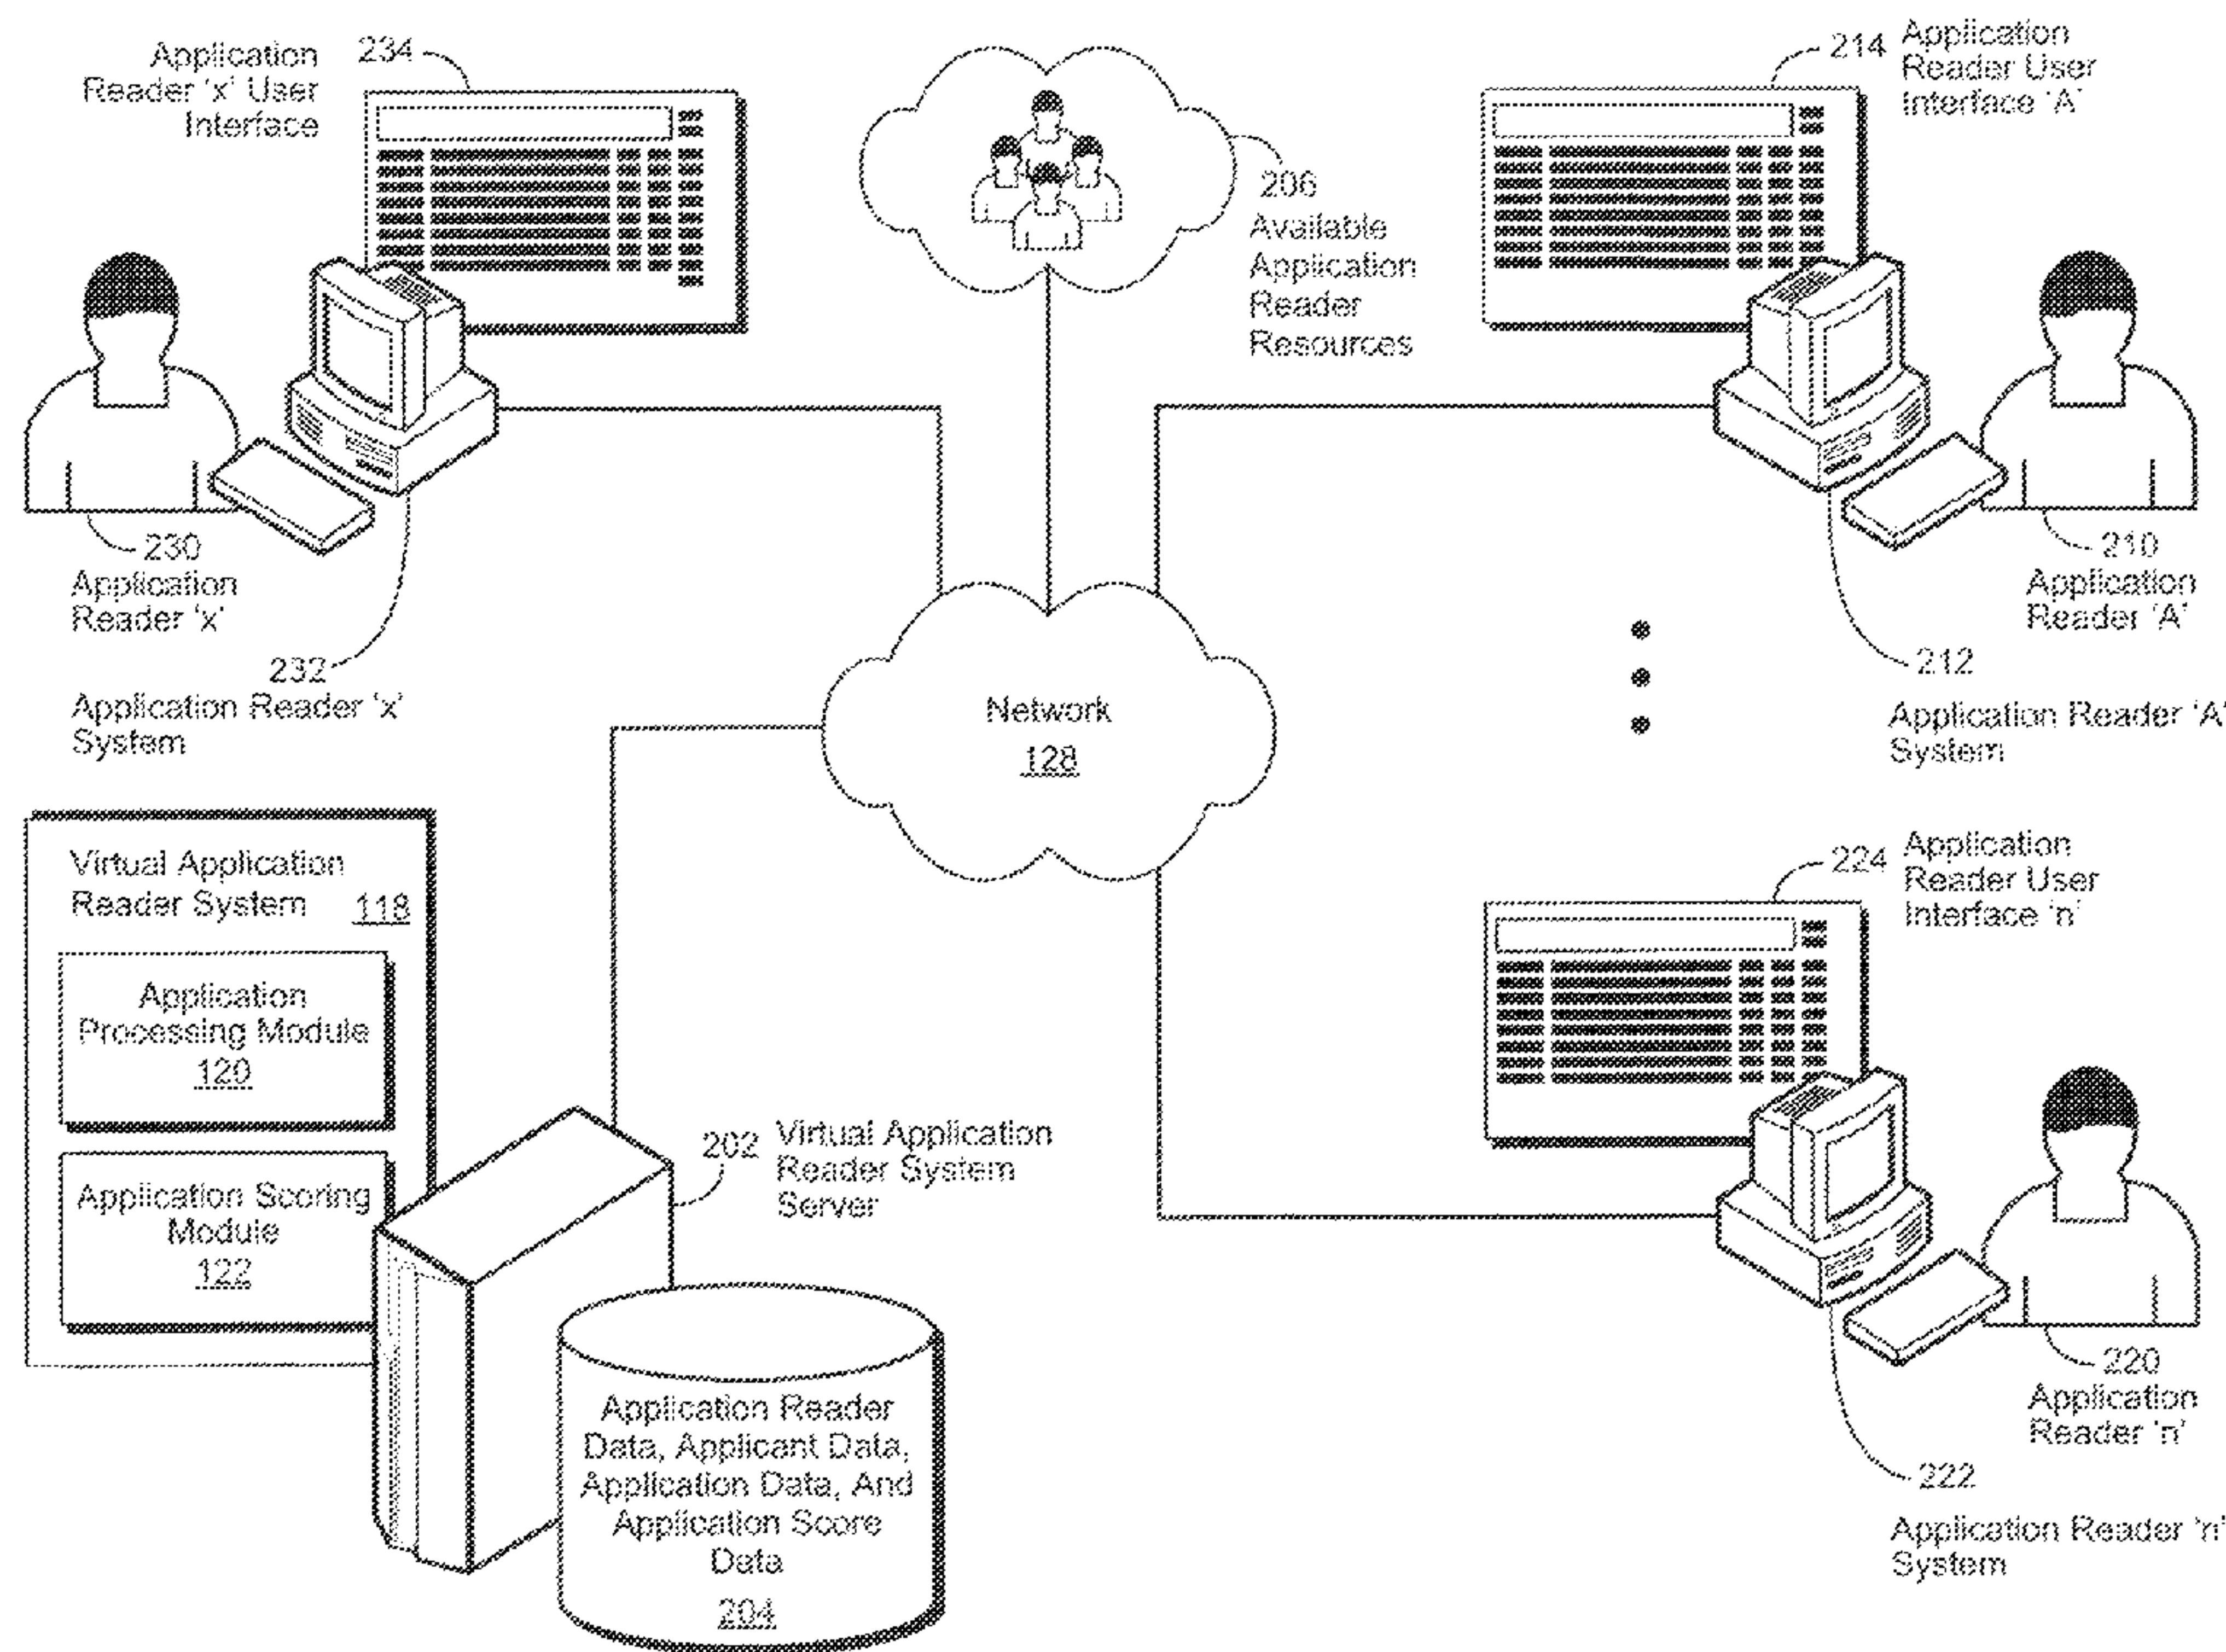 Application
Reader 'x' User
Interface
234
206
Available
Application
Reader
Resources
214
Application
Reader User
Interface 'A'
230
Application
Reader 'x'
232
Application Reader 'x'
System
210
Application
Reader 'A'
212
Application Reader 'A'
System
Network
128
Virtual Application
Reader System 118
Application
Processing Module
120
Application Scoring
Module
122
202
Virtual Application
Reader System
Server
Application Reader
Data, Applicant Data,
Application Data, And
Application Score
Data
204
224
Application
Reader User
Interface 'n'
220
Application
Reader 'n'
222
Application Reader 'n'
System